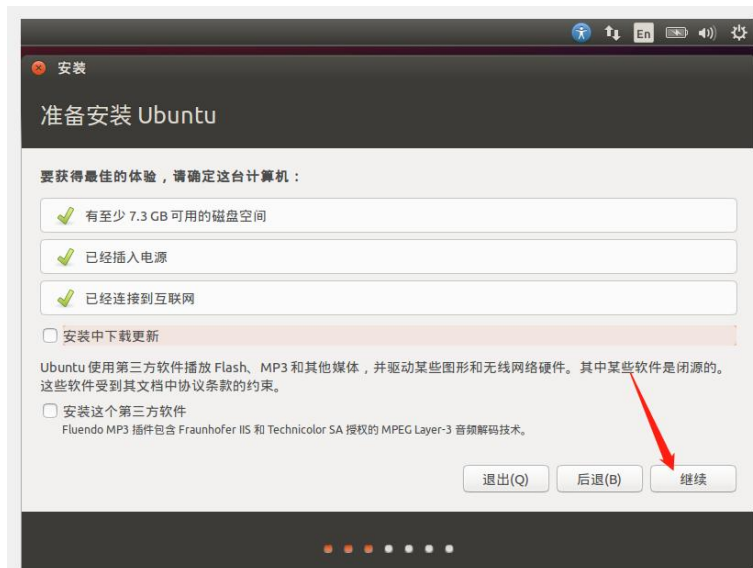 En
安装
准备安装 Ubuntu
要获得最佳的体验，请确定这台计算机：
有至少 7.3 GB 可用的磁盘空间
已经插入电源
已经连接到互联网
安装中下载更新
Ubuntu 使用第三方软件播放 Flash、MP3 和其他媒体，并驱动某些图形和无线网络硬件。其中某些软件是闭源的。
这些软件受到其文档中协议条款的约束。
安装这个第三方软件
Fluendo MP3 插件包含 Fraunhofer IIS 和 Technicolor SA 授权的 MPEG Layer-3 音频解码技术。
退出(Q) 后退(B) 继续